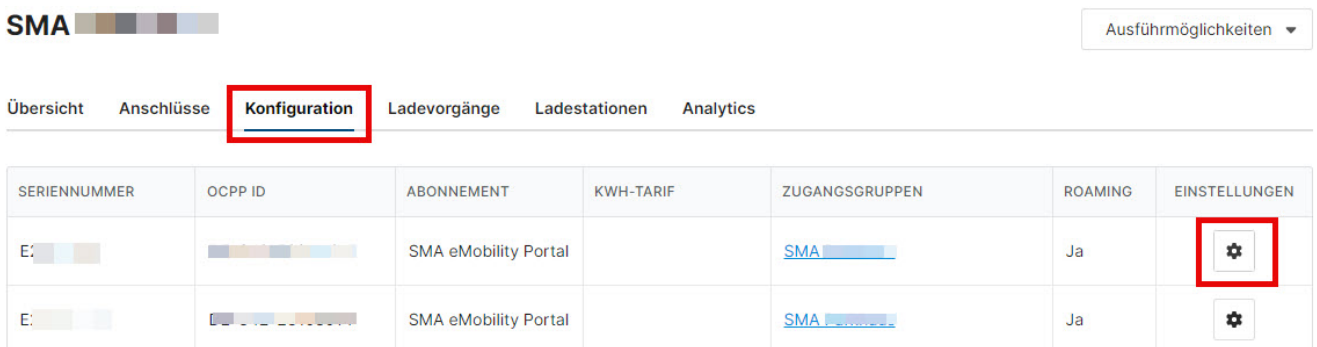 SMA
Ausführmöglichkeiten
Übersicht Anschlüsse Konfiguration Ladevorgänge Ladestationen Analytics
SERIENNUMMER OCPP ID ABONNEMENT KWH-TARIF ZUGANGSGRUPPEN ROAMING EINSTELLUNGEN
SMA eMobility Portal SMA Ja
SMA eMobility Portal SMA Ja